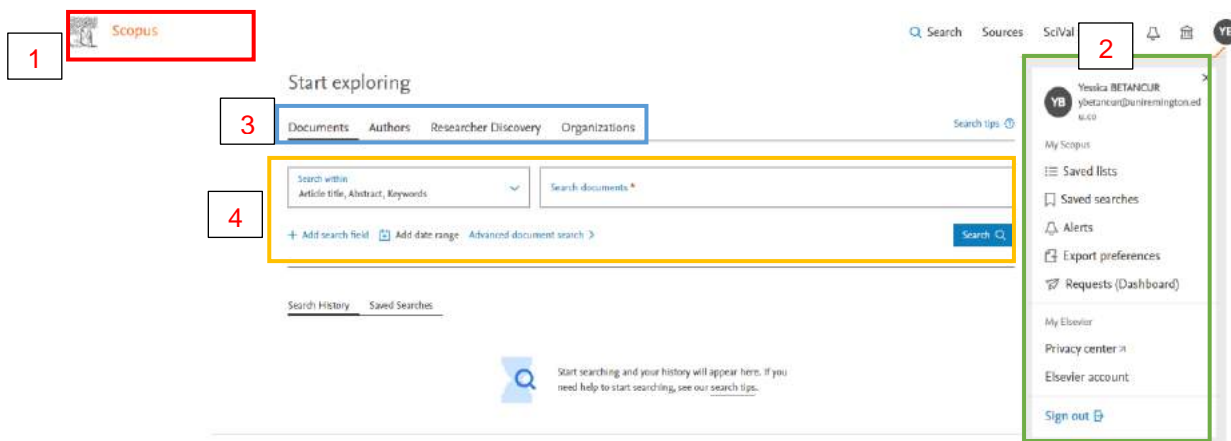 1
Scopus
Search
Sources
SciVal
2
YB
Start exploring
3
Documents
Authors
Researcher Discovery
Organizations
Search tips
4
Search within
Article title, Abstract, Keywords
Search documents *
+ Add search field
Add date range
Advanced document search >
Search
Search History
Saved Searches
Start searching and your history will appear here. If you
need help to start searching, see our search tips.
YB
Yessica BETANCUR
ybetancur@uniremington.ed
u.co
My Scopus
Saved lists
Saved searches
Alerts
Export preferences
Requests (Dashboard)
My Elsevier
Privacy center
Elsevier account
Sign out